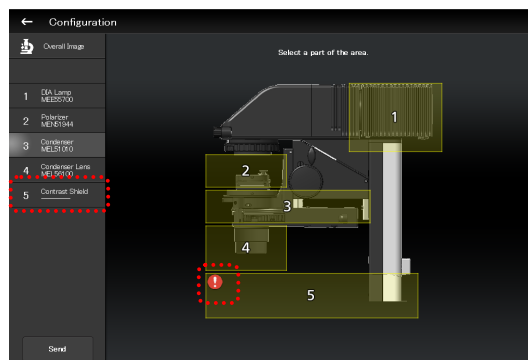 ← Configuration
Overall Image
Select a part of the area.
1 DIA Lamp
MEE55700
2 Polarizer
MEN51944
3 Condenser
MEL51010
4 Condenser Lens
MEL56100
5 Contrast Shield
1
2
3
4
!
5
Send